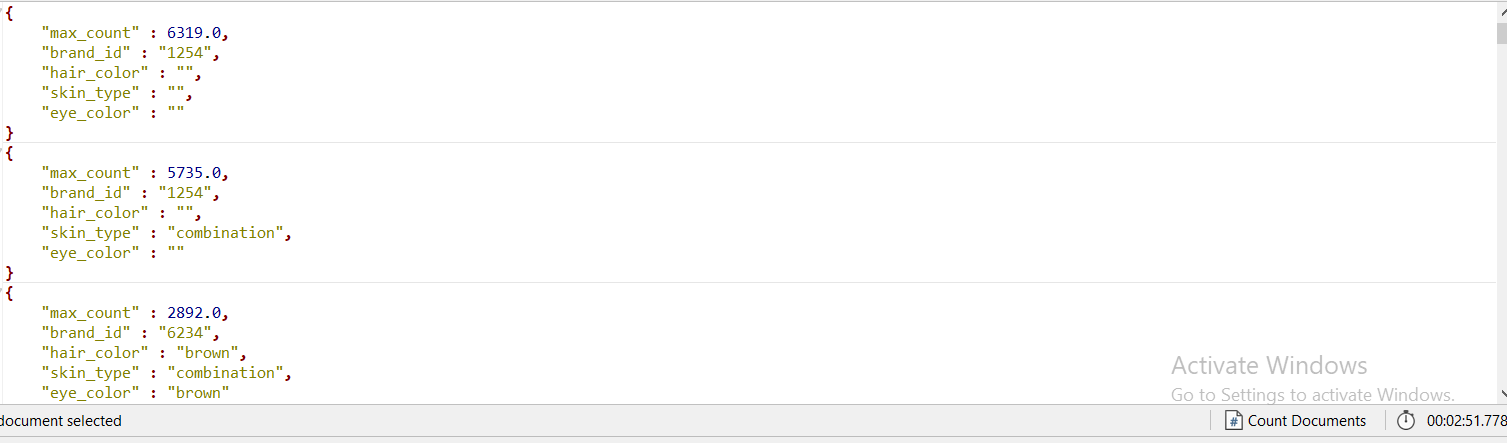 {
"max_count" : 6319.0,
"brand_id" : "1254",
"hair_color" : "",
"skin_type" : "",
"eye_color" : ""
}
{
"max_count" : 5735.0,
"brand_id" : "1254",
"hair_color" : "",
"skin_type" : "combination",
"eye_color" : ""
}
{
"max_count" : 2892.0,
"brand_id" : "6234",
"hair_color" : "brown",
"skin_type" : "combination",
"eye_color" : "brown"
Activate Windows
Go to Settings to activate Windows.
document selected
# Count Documents
00:02:51.778